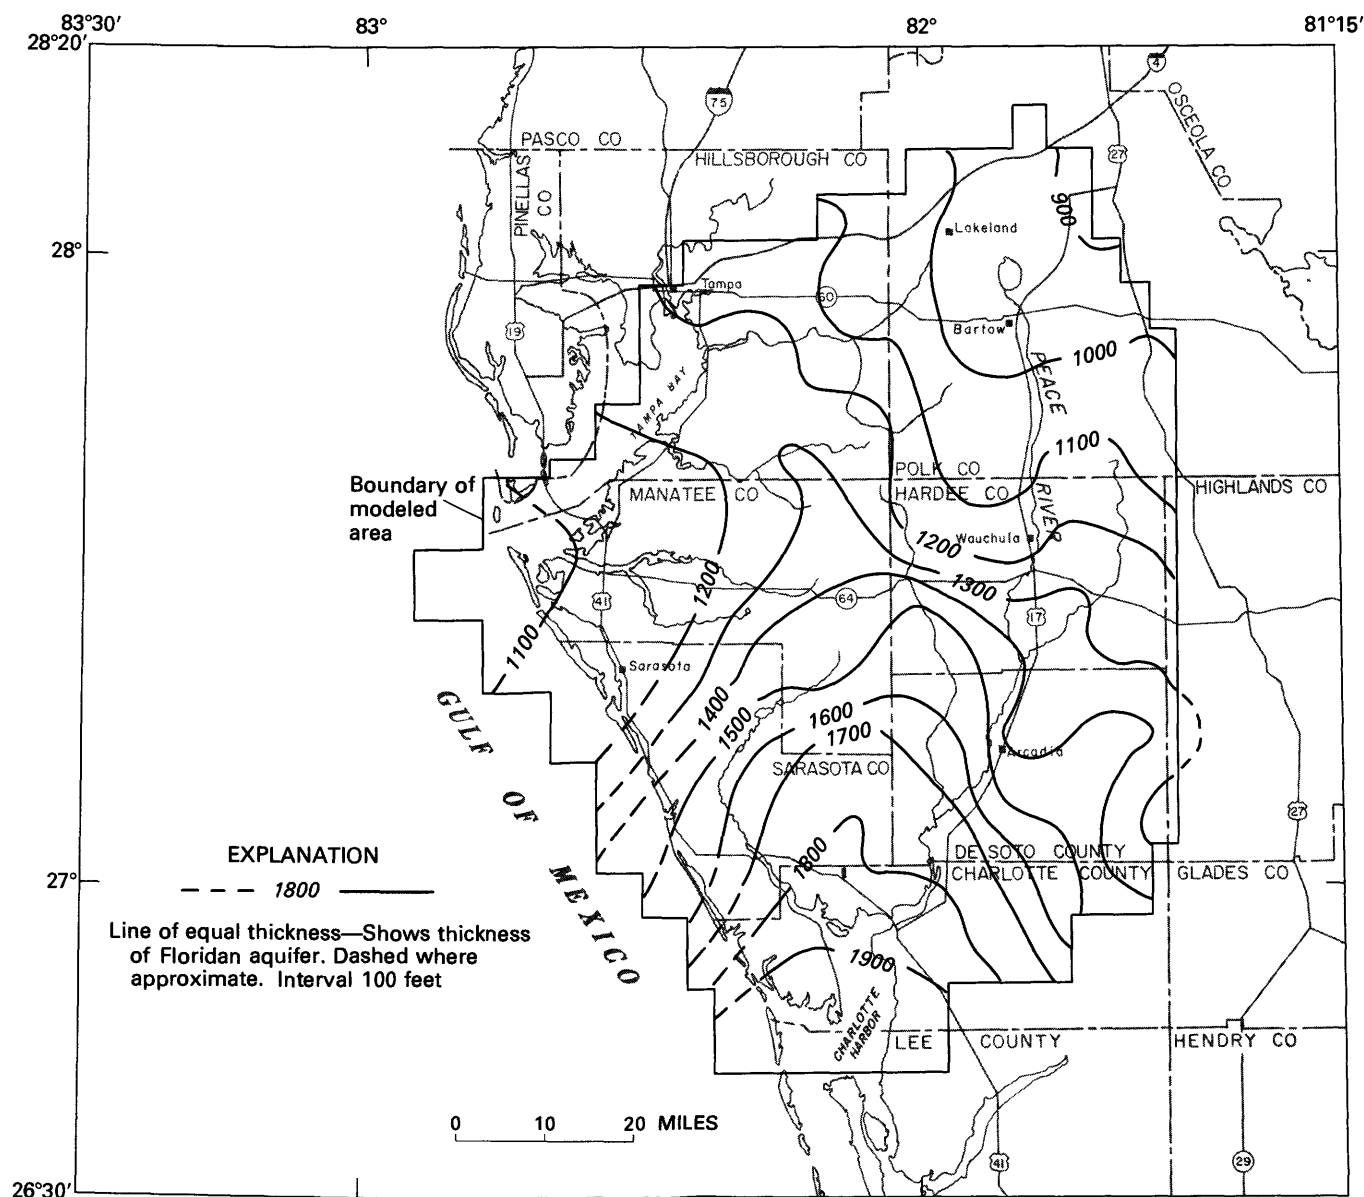 83°30′
83°
82°
81°15′
28°20′
4
75
OSCEOLA CO
PASCO CO
HILLSBOROUGH CO
27
PINELLAS
CO
900
Lakeland
28°
Tampa
60
19
Bartow
1000
PEACE
TAMPA BAY
1100
POLK CO
Boundary of
modeled
area
MANATEE CO
HARDEE CO
HIGHLANDS CO
RIVER
1200
Wauchula
1200
1300
64
41
17
1100
Sarasota
1400
1500
1600
1700
GULF OF MEXICO
Arcadia
SARASOTA CO
27
1800
DE SOTO COUNTY
CHARLOTTE COUNTY
GLADES CO
27°
EXPLANATION
1800
Line of equal thickness—Shows thickness
of Floridan aquifer. Dashed where
approximate. Interval 100 feet
1900
CHARLOTTE
HARBOR
LEE COUNTY
HENDRY CO
0 10 20 MILES
41
29
26°30′